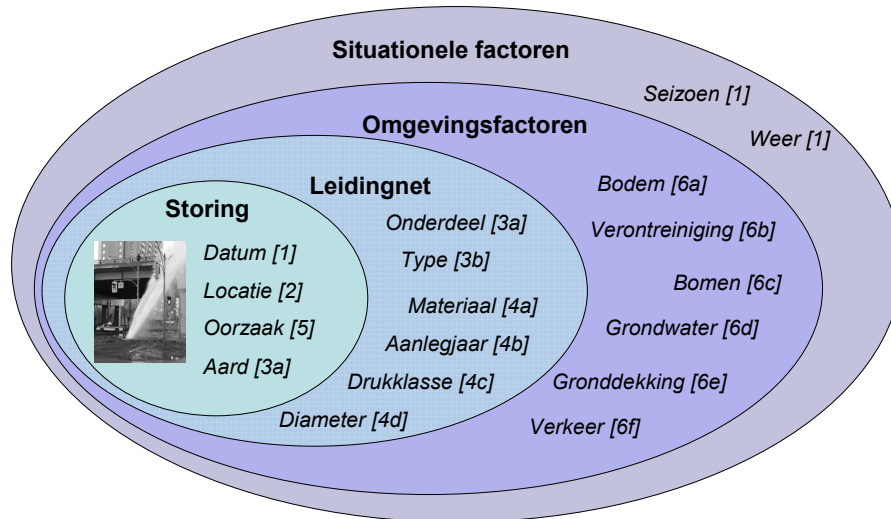 Situationele factoren
Seizoen [1]
Weer [1]
Omgevingsfactoren
Bodem [6a]
Verontreiniging [6b]
Bomen [6c]
Grondwater [6d]
Gronddekking [6e]
Verkeer [6f]
Leidingnet
Onderdeel [3a]
Type [3b]
Materiaal [4a]
Aanlegjaar [4b]
Drukklasse [4c]
Diameter [4d]
Storing
Datum [1]
Locatie [2]
Oorzaak [5]
Aard [3a]